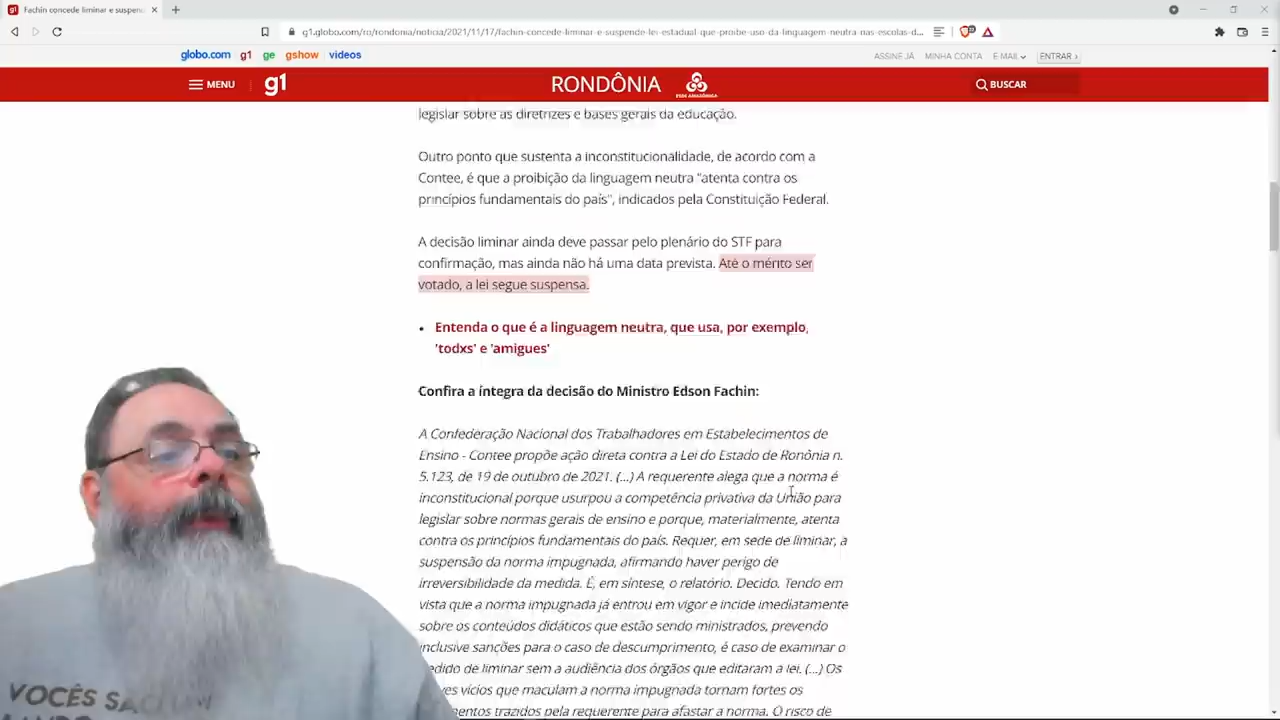 Fachin concede liminar e suspend
g1.globo.com/ro/rondonia/noticia/2021/11/17/fachin-concede-liminar-e-suspende-lei-estadual-que-proibe-uso-da-linguagem-neutra-nas-escolas-d...
globo.com g1 ge gshow videos
ASSINE JÁ MINHA CONTA E-MAIL ENTRAR ›
MENU g1 RONDÔNIA BUSCAR
REDE AMAZÔNICA
legislar sobre as diretrizes e bases gerais da educação.
Outro ponto que sustenta a inconstitucionalidade, de acordo com a
Contee, é que a proibição da linguagem neutra "atenta contra os
princípios fundamentais do país", indicados pela Constituição Federal.
A decisão liminar ainda deve passar pelo plenário do STF para
confirmação, mas ainda não há uma data prevista. Até o mérito ser
votado, a lei segue suspensa.
• Entenda o que é a linguagem neutra, que usa, por exemplo,
'todxs' e 'amigues'
Confira a íntegra da decisão do Ministro Edson Fachin:
A Confederação Nacional dos Trabalhadores em Estabelecimentos de
Ensino - Contee propõe ação direta contra a Lei do Estado de Ronônia n.
5.123, de 19 de outubro de 2021. (...) A requerente alega que a norma é
inconstitucional porque usurpou a competência privativa da União para
legislar sobre normas gerais de ensino e porque, materialmente, atenta
contra os princípios fundamentais do país. Requer, em sede de liminar, a
suspensão da norma impugnada, afirmando haver perigo de
irreversibilidade da medida. É, em síntese, o relatório. Decido. Tendo em
vista que a norma impugnada já entrou em vigor e incide imediatamente
sobre os conteúdos didáticos que estão sendo ministrados, prevendo
inclusive sanções para o caso de descumprimento, é caso de examinar o
pedido de liminar sem a audiência dos órgãos que editaram a lei. (...) Os
vícios que maculam a norma impugnada tornam fortes os
trazidos pela requerente para afastar a norma. O risco de
VOCÊS